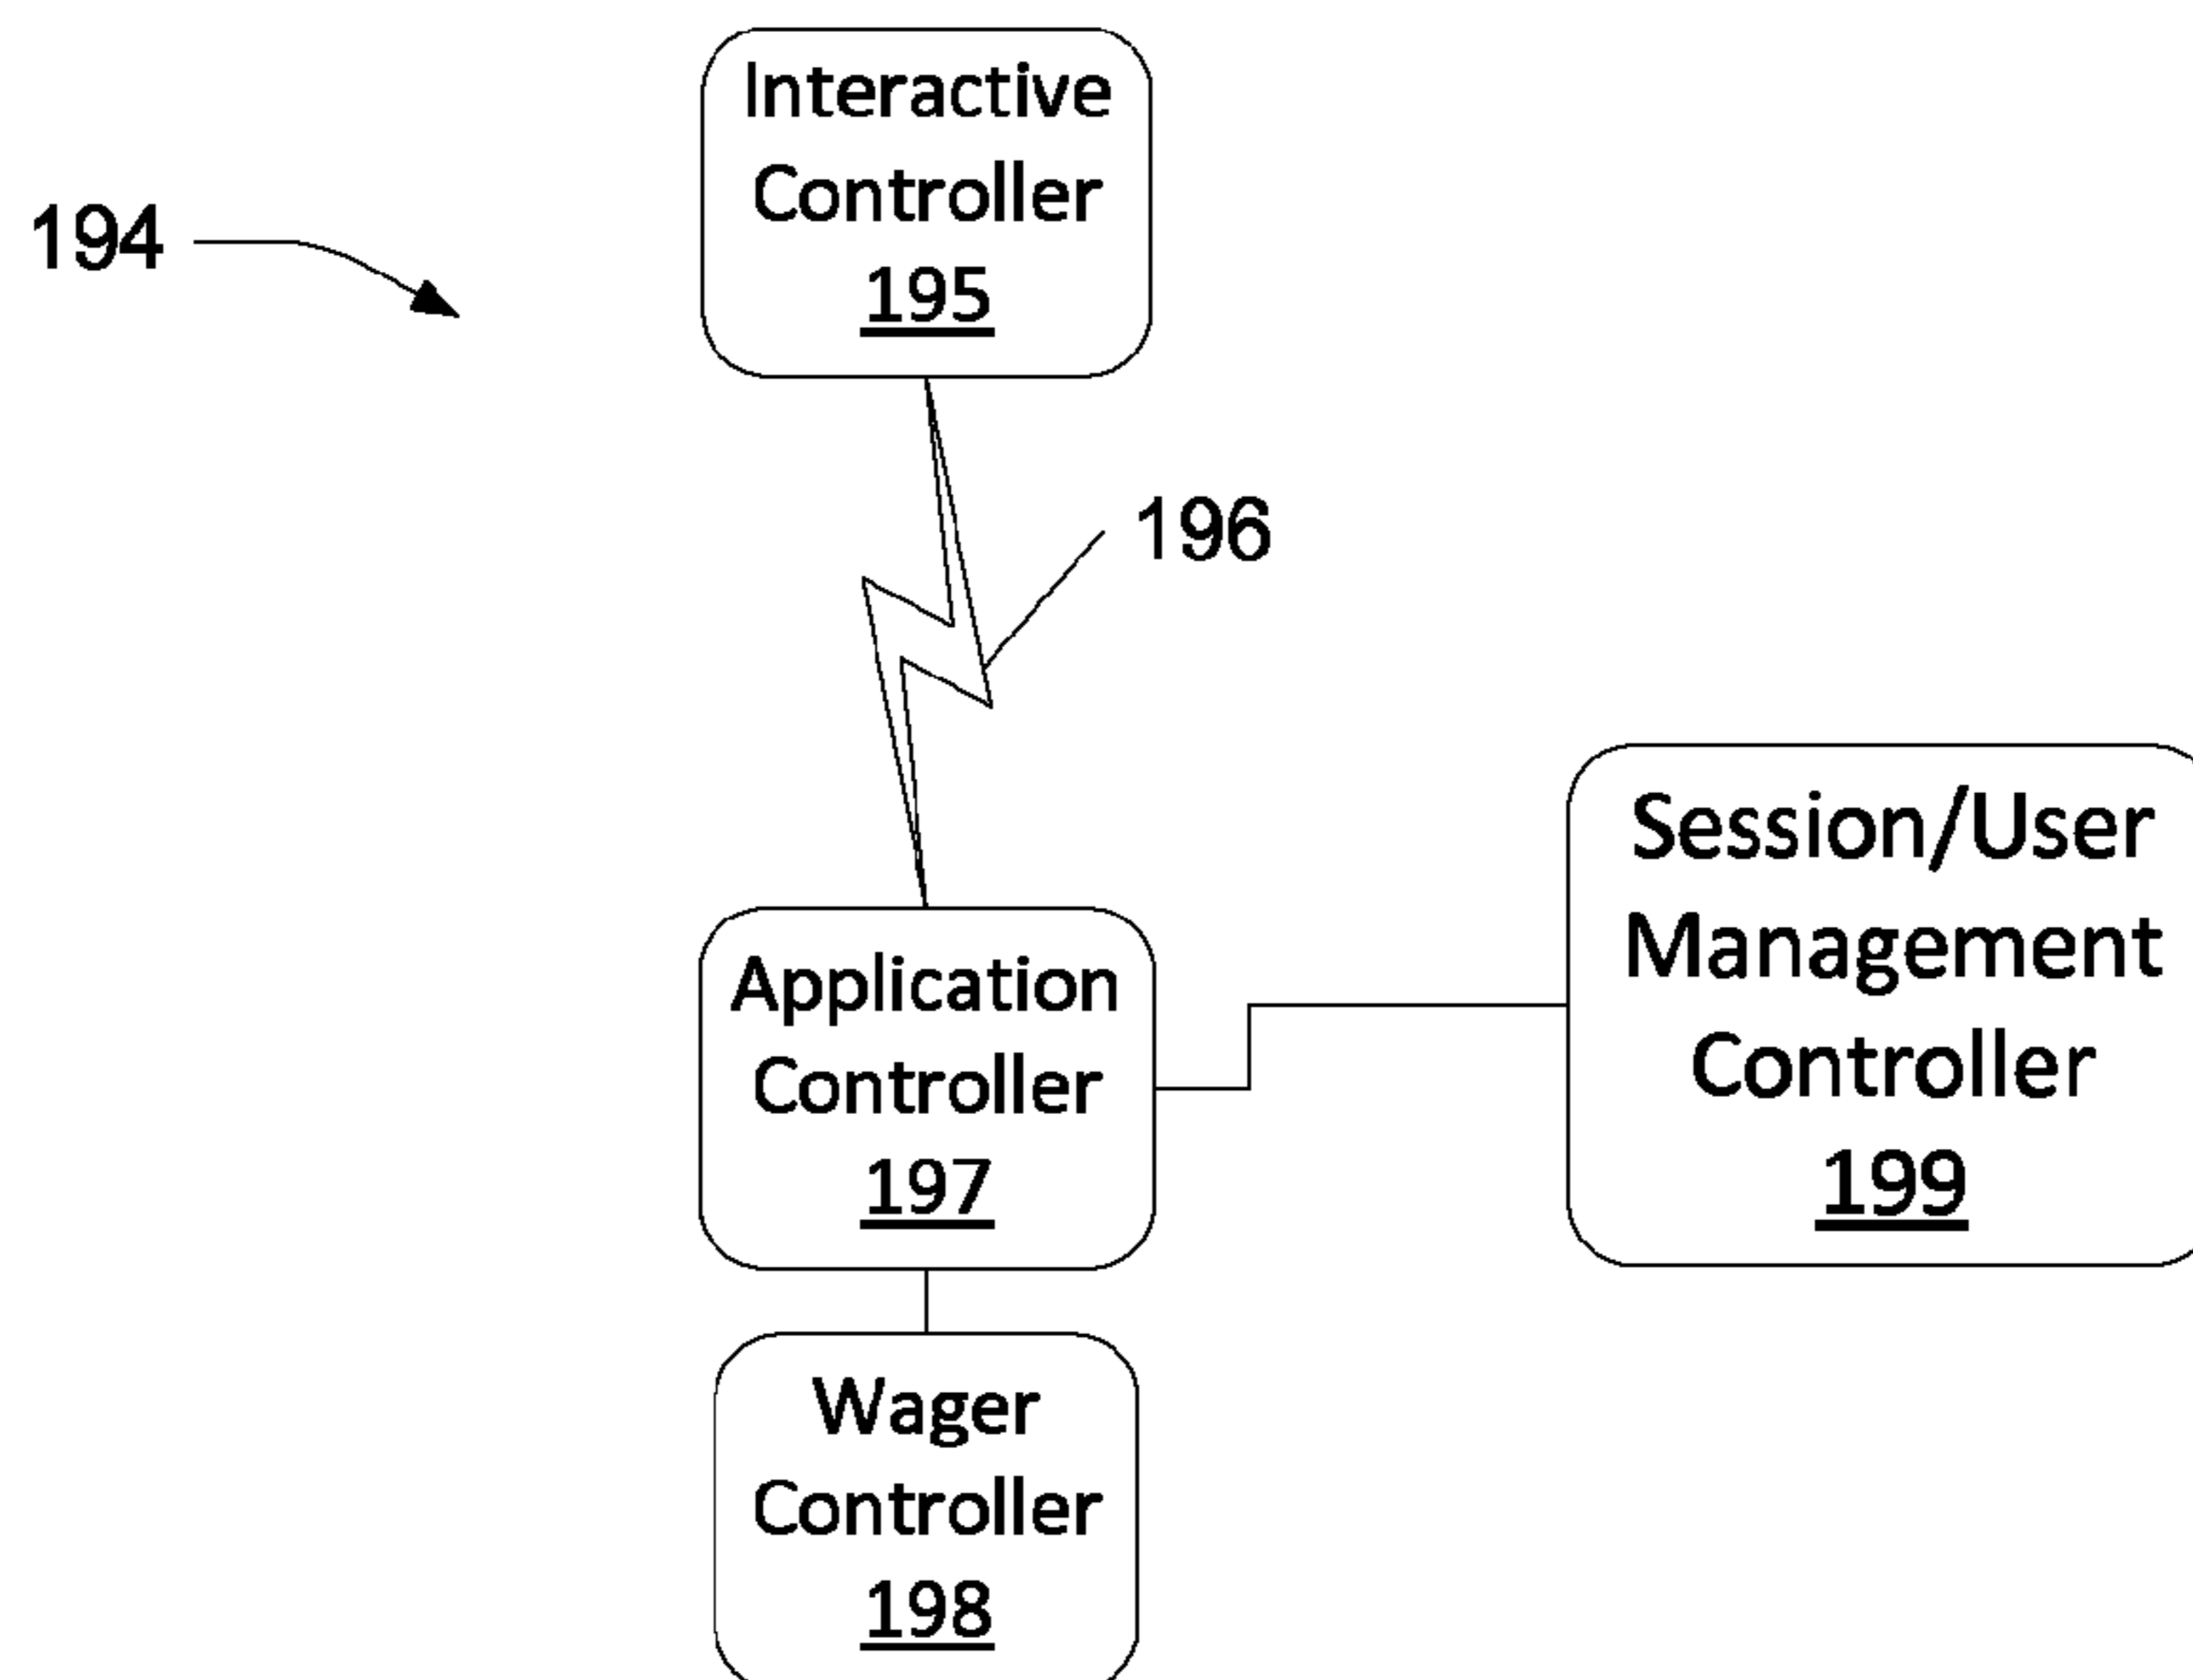 Interactive
Controller
195
194
196
Application
Controller
197
Session/User
Management
Controller
199
Wager
Controller
198